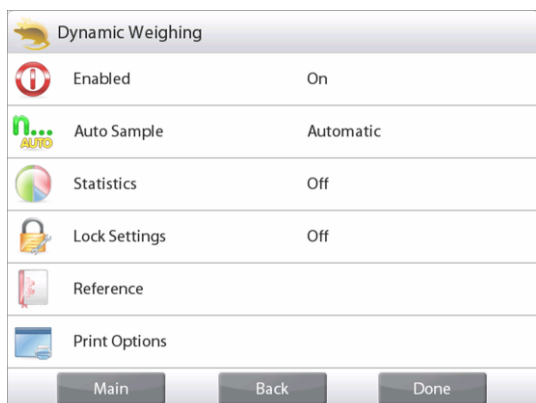 Dynamic Weighing
Enabled On
n...
AUTO
Auto Sample Automatic
Statistics Off
Lock Settings Off
Reference
Print Options
Main Back Done